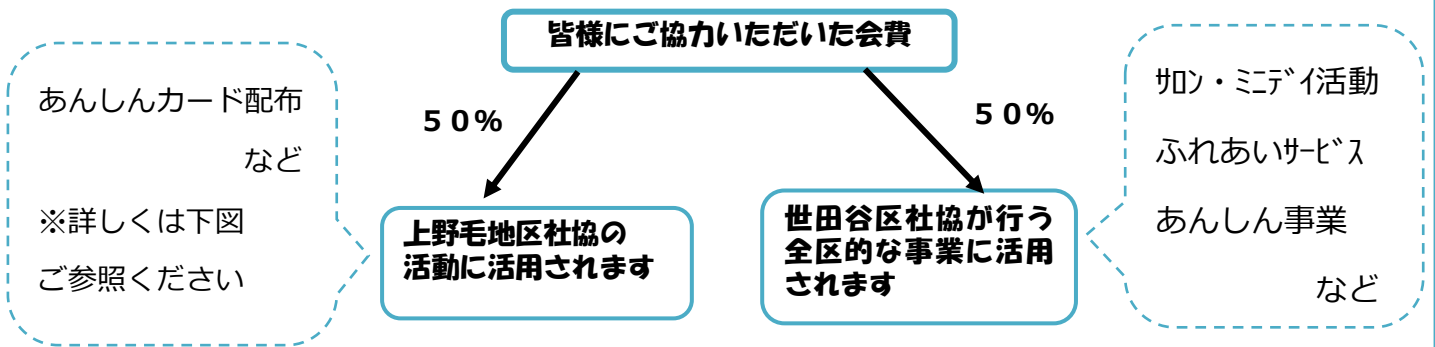 皆様にご協力いただいた会費
あんしんカード配布
など
※詳しくは下図
ご参照ください
５０%
５０%
上野毛地区社協の
活動に活用されます
世田谷区社協が行う
全区的な事業に活用
されます
ｻﾛﾝ・ﾐﾆﾃﾞｲ活動
ふれあいｻｰﾋﾞｽ
あんしん事業
など